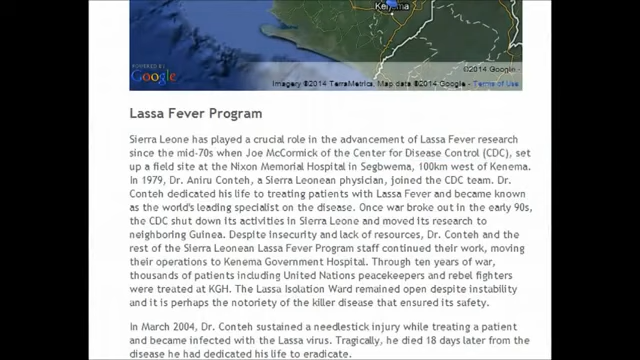 Kenema
POWERED BY
Google
©2014 Google -
Imagery ©2014 TerraMetrics, Map data ©2014 Google - Terms of Use
Lassa Fever Program
Sierra Leone has played a crucial role in the advancement of Lassa Fever research
since the mid-70s when Joe McCormick of the Center for Disease Control (CDC), set
up a field site at the Nixon Memorial Hospital in Segbwema, 100km west of Kenema.
In 1979, Dr. Aniru Conteh, a Sierra Leonean physician, joined the CDC team. Dr.
Conteh dedicated his life to treating patients with Lassa Fever and became known
as the world's leading specialist on the disease. Once war broke out in the early 90s,
the CDC shut down its activities in Sierra Leone and moved its research to
neighboring Guinea. Despite insecurity and lack of resources, Dr. Conteh and the
rest of the Sierra Leonean Lassa Fever Program staff continued their work, moving
their operations to Kenema Government Hospital. Through ten years of war,
thousands of patients including United Nations peacekeepers and rebel fighters
were treated at KGH. The Lassa Isolation Ward remained open despite instability
and it is perhaps the notoriety of the killer disease that ensured its safety.
In March 2004, Dr. Conteh sustained a needlestick injury while treating a patient
and became infected with the Lassa virus. Tragically, he died 18 days later from the
disease he had dedicated his life to eradicate.